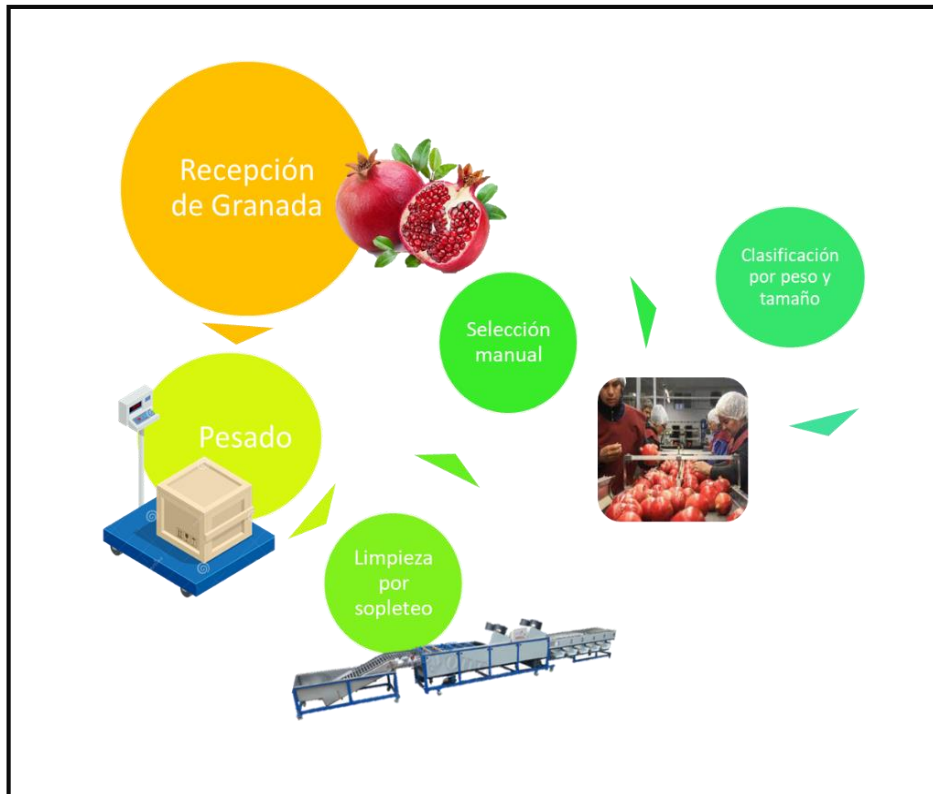 Recepción
de Granada
Pesado
Limpieza
por
sopleteo
Selección
manual
Clasificación
por peso y
tamaño